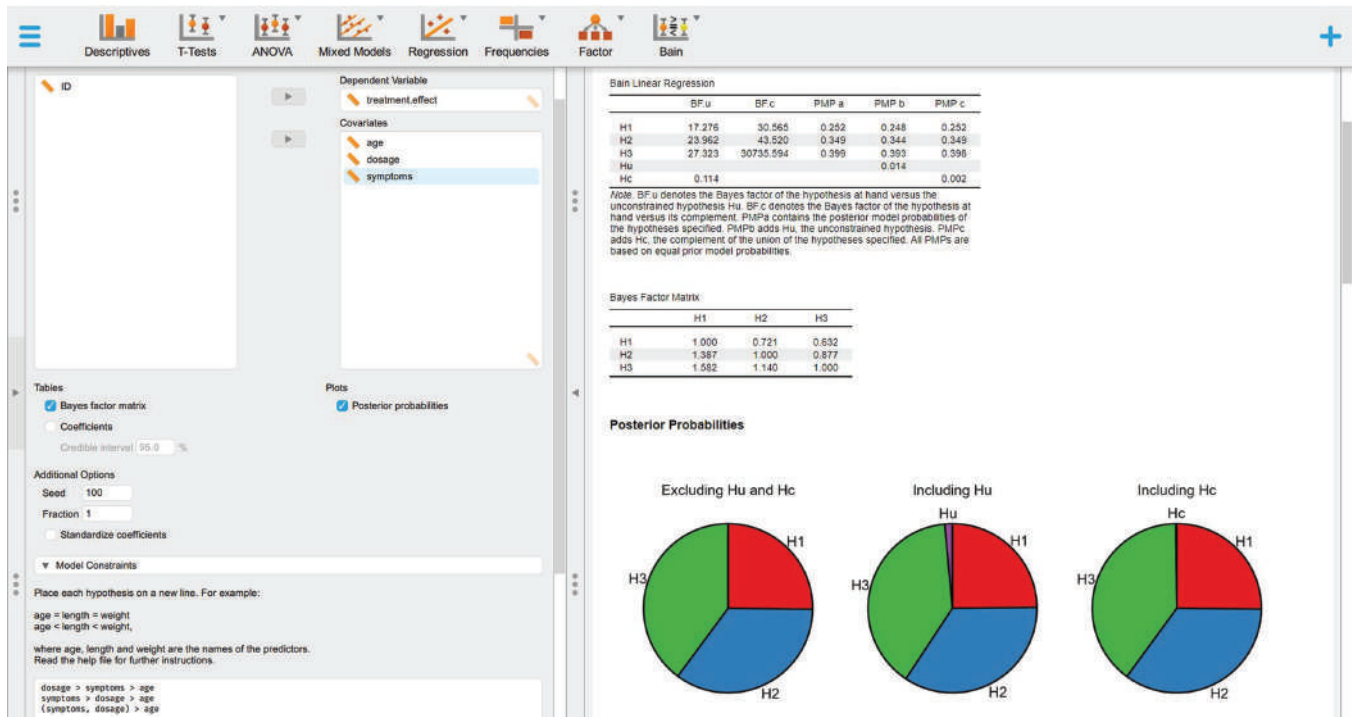 Descriptives
T-Tests
ANOVA
Mixed Models
Regression
Frequencies
Factor
Bain
ID
Dependent Variable
treatment.effect
Covariates
age
dosage
symptoms
Tables
Bayes factor matrix
Coefficients
Credible interval 95.0 %
Plots
Posterior probabilities
Additional Options
Seed 100
Fraction 1
Standardize coefficients
Model Constraints
Place each hypothesis on a new line. For example:
age = length = weight
age < length < weight,
where age, length and weight are the names of the predictors.
Read the help file for further instructions.
dosage > symptoms > age
symptoms > dosage > age
(symptoms, dosage) > age
Bain Linear Regression
BF.u BF.c PMP a PMP b PMP c
H1 17.276 30.565 0.252 0.248 0.252
H2 23.962 43.520 0.349 0.344 0.349
H3 27.323 30735.594 0.399 0.393 0.398
Hu 0.014
Hc 0.114 0.002
Note. BF.u denotes the Bayes factor of the hypothesis at hand versus the
unconstrained hypothesis Hu. BF.c denotes the Bayes factor of the hypothesis at
hand versus its complement. PMPa contains the posterior model probabilities of
the hypotheses specified. PMPb adds Hu, the unconstrained hypothesis. PMPc
adds Hc, the complement of the union of the hypotheses specified. All PMPs are
based on equal prior model probabilities.
Bayes Factor Matrix
H1 H2 H3
H1 1.000 0.721 0.632
H2 1.387 1.000 0.877
H3 1.582 1.140 1.000
Posterior Probabilities
Excluding Hu and Hc
H1
H3
H2
Including Hu
Hu
H1
H3
H2
Including Hc
Hc
H1
H3
H2